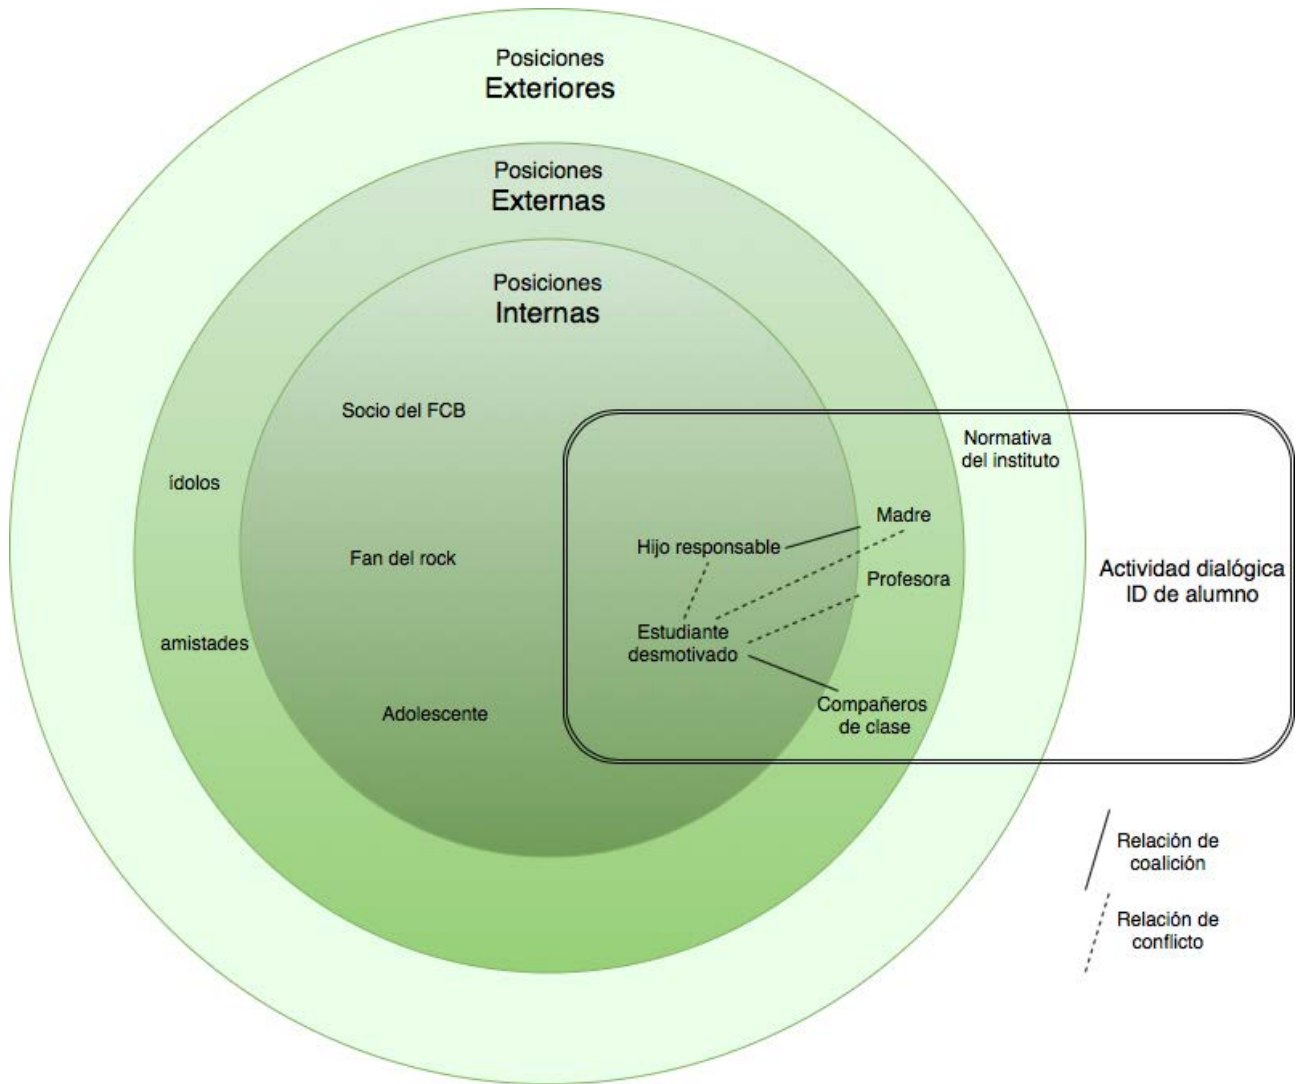 Posiciones
Exteriores
Posiciones
Externas
Posiciones
Internas
Socio del FCB
Normativa
del instituto
ídolos
Madre
Hijo responsable
Fan del rock
Profesora
Actividad dialógica
ID de alumno
Estudiante
desmotivado
amistades
Adolescente
Compañeros
de clase
Relación de
coalición
Relación de
conflicto